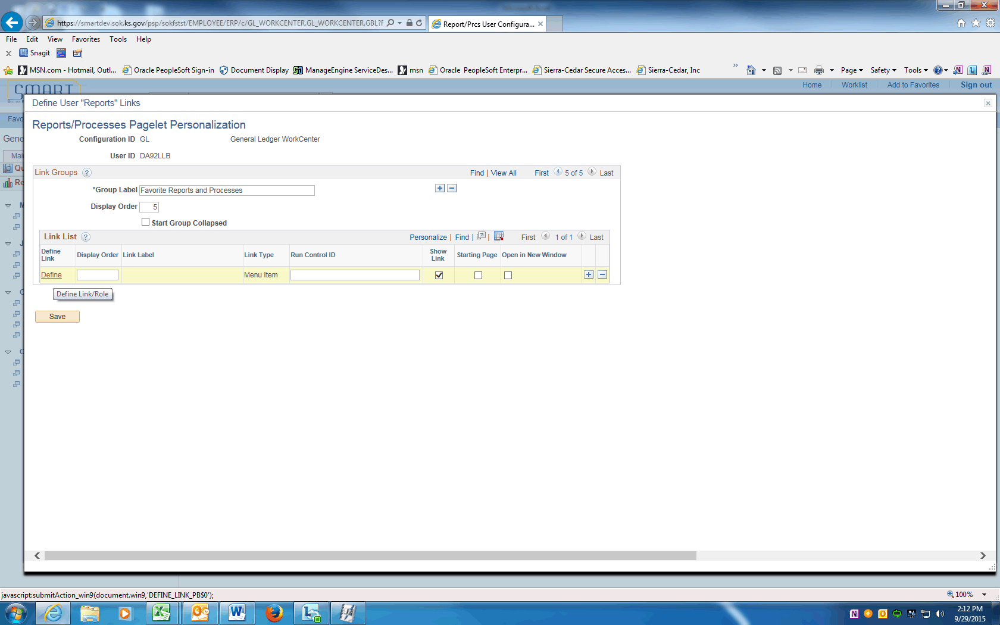 https://smartdev.sok.ks.gov/psp/sokfstst/EMPLOYEE/ERP/c/GL_WORKCENTER.GL_WORKCENTER.GBL?F
Report/Prcs User Configura...
File Edit View Favorites Tools Help
x Snagit
MSN.com - Hotmail, Outl... Oracle PeopleSoft Sign-in Document Display ManageEngine ServiceDes... msn Oracle PeopleSoft Enterpr... Sierra-Cedar Secure Acces... Sierra-Cedar, Inc » Page Safety Tools
SMART Home Worklist Add to Favorites Sign out
Define User "Reports" Links
Favo
Reports/Processes Pagelet Personalization
Gene
Configuration ID GL General Ledger WorkCenter
Mai
User ID DA92LLB
Qu
Link Groups ? Find | View All First 5 of 5 Last
Re
*Group Label Favorite Reports and Processes + −
Display Order 5
Start Group Collapsed
Link List ? Personalize | Find | | First 1 of 1 Last
Define Link Display Order Link Label Link Type Run Control ID Show Link Starting Page Open in New Window
Define Menu Item + −
Define Link/Role
Save
javascript:submitAction_win9(document.win9,'DEFINE_LINK_PB$0');
100%
2:12 PM
9/29/2015